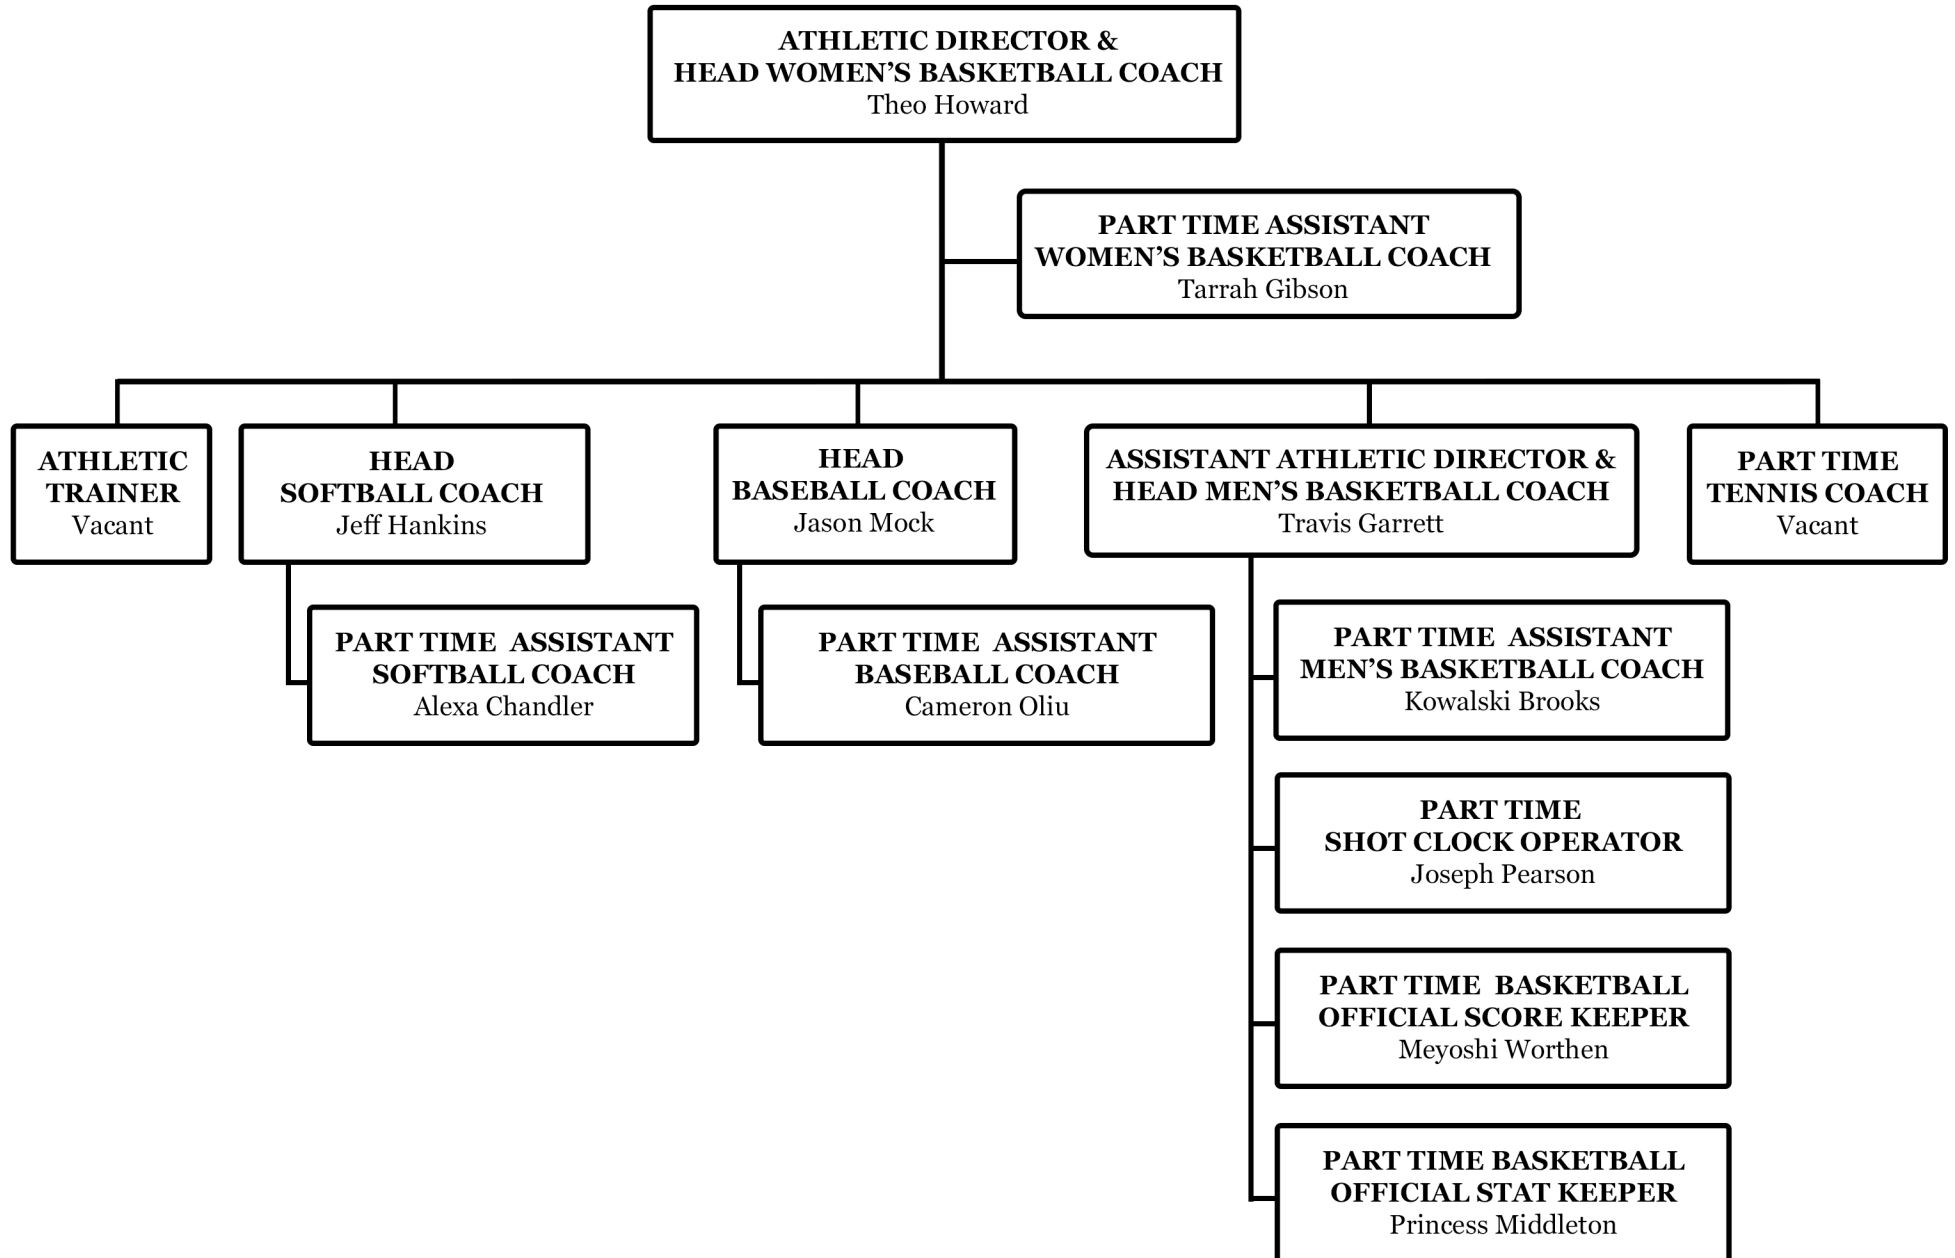 ATHLETIC DIRECTOR &
HEAD WOMEN'S BASKETBALL COACH
Theo Howard
PART TIME ASSISTANT
WOMEN'S BASKETBALL COACH
Tarrah Gibson
ATHLETIC
TRAINER
Vacant
HEAD
SOFTBALL COACH
Jeff Hankins
HEAD
BASEBALL COACH
Jason Mock
ASSISTANT ATHLETIC DIRECTOR &
HEAD MEN'S BASKETBALL COACH
Travis Garrett
PART TIME
TENNIS COACH
Vacant
PART TIME ASSISTANT
SOFTBALL COACH
Alexa Chandler
PART TIME ASSISTANT
BASEBALL COACH
Cameron Oliu
PART TIME ASSISTANT
MEN'S BASKETBALL COACH
Kowalski Brooks
PART TIME
SHOT CLOCK OPERATOR
Joseph Pearson
PART TIME BASKETBALL
OFFICIAL SCORE KEEPER
Meyoshi Worthen
PART TIME BASKETBALL
OFFICIAL STAT KEEPER
Princess Middleton